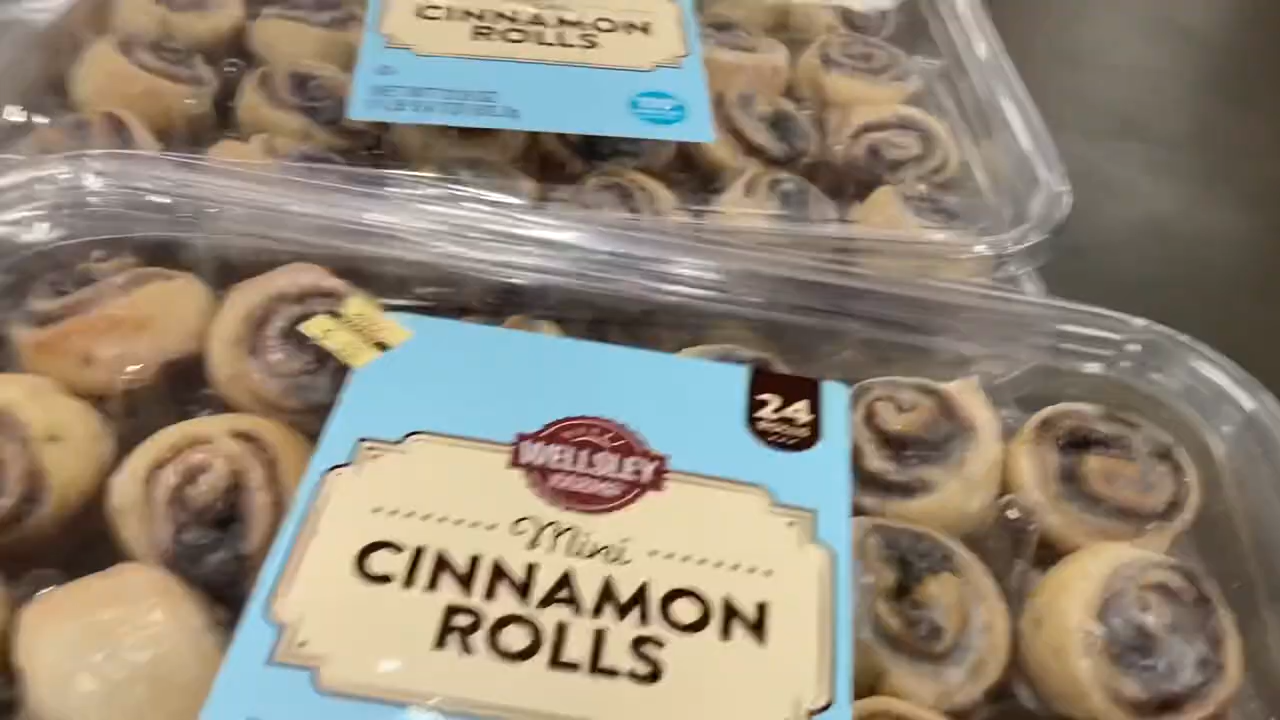 CINNAMON
ROLLS
24
WELLSLEY
FARMS
Mini
CINNAMON
ROLLS